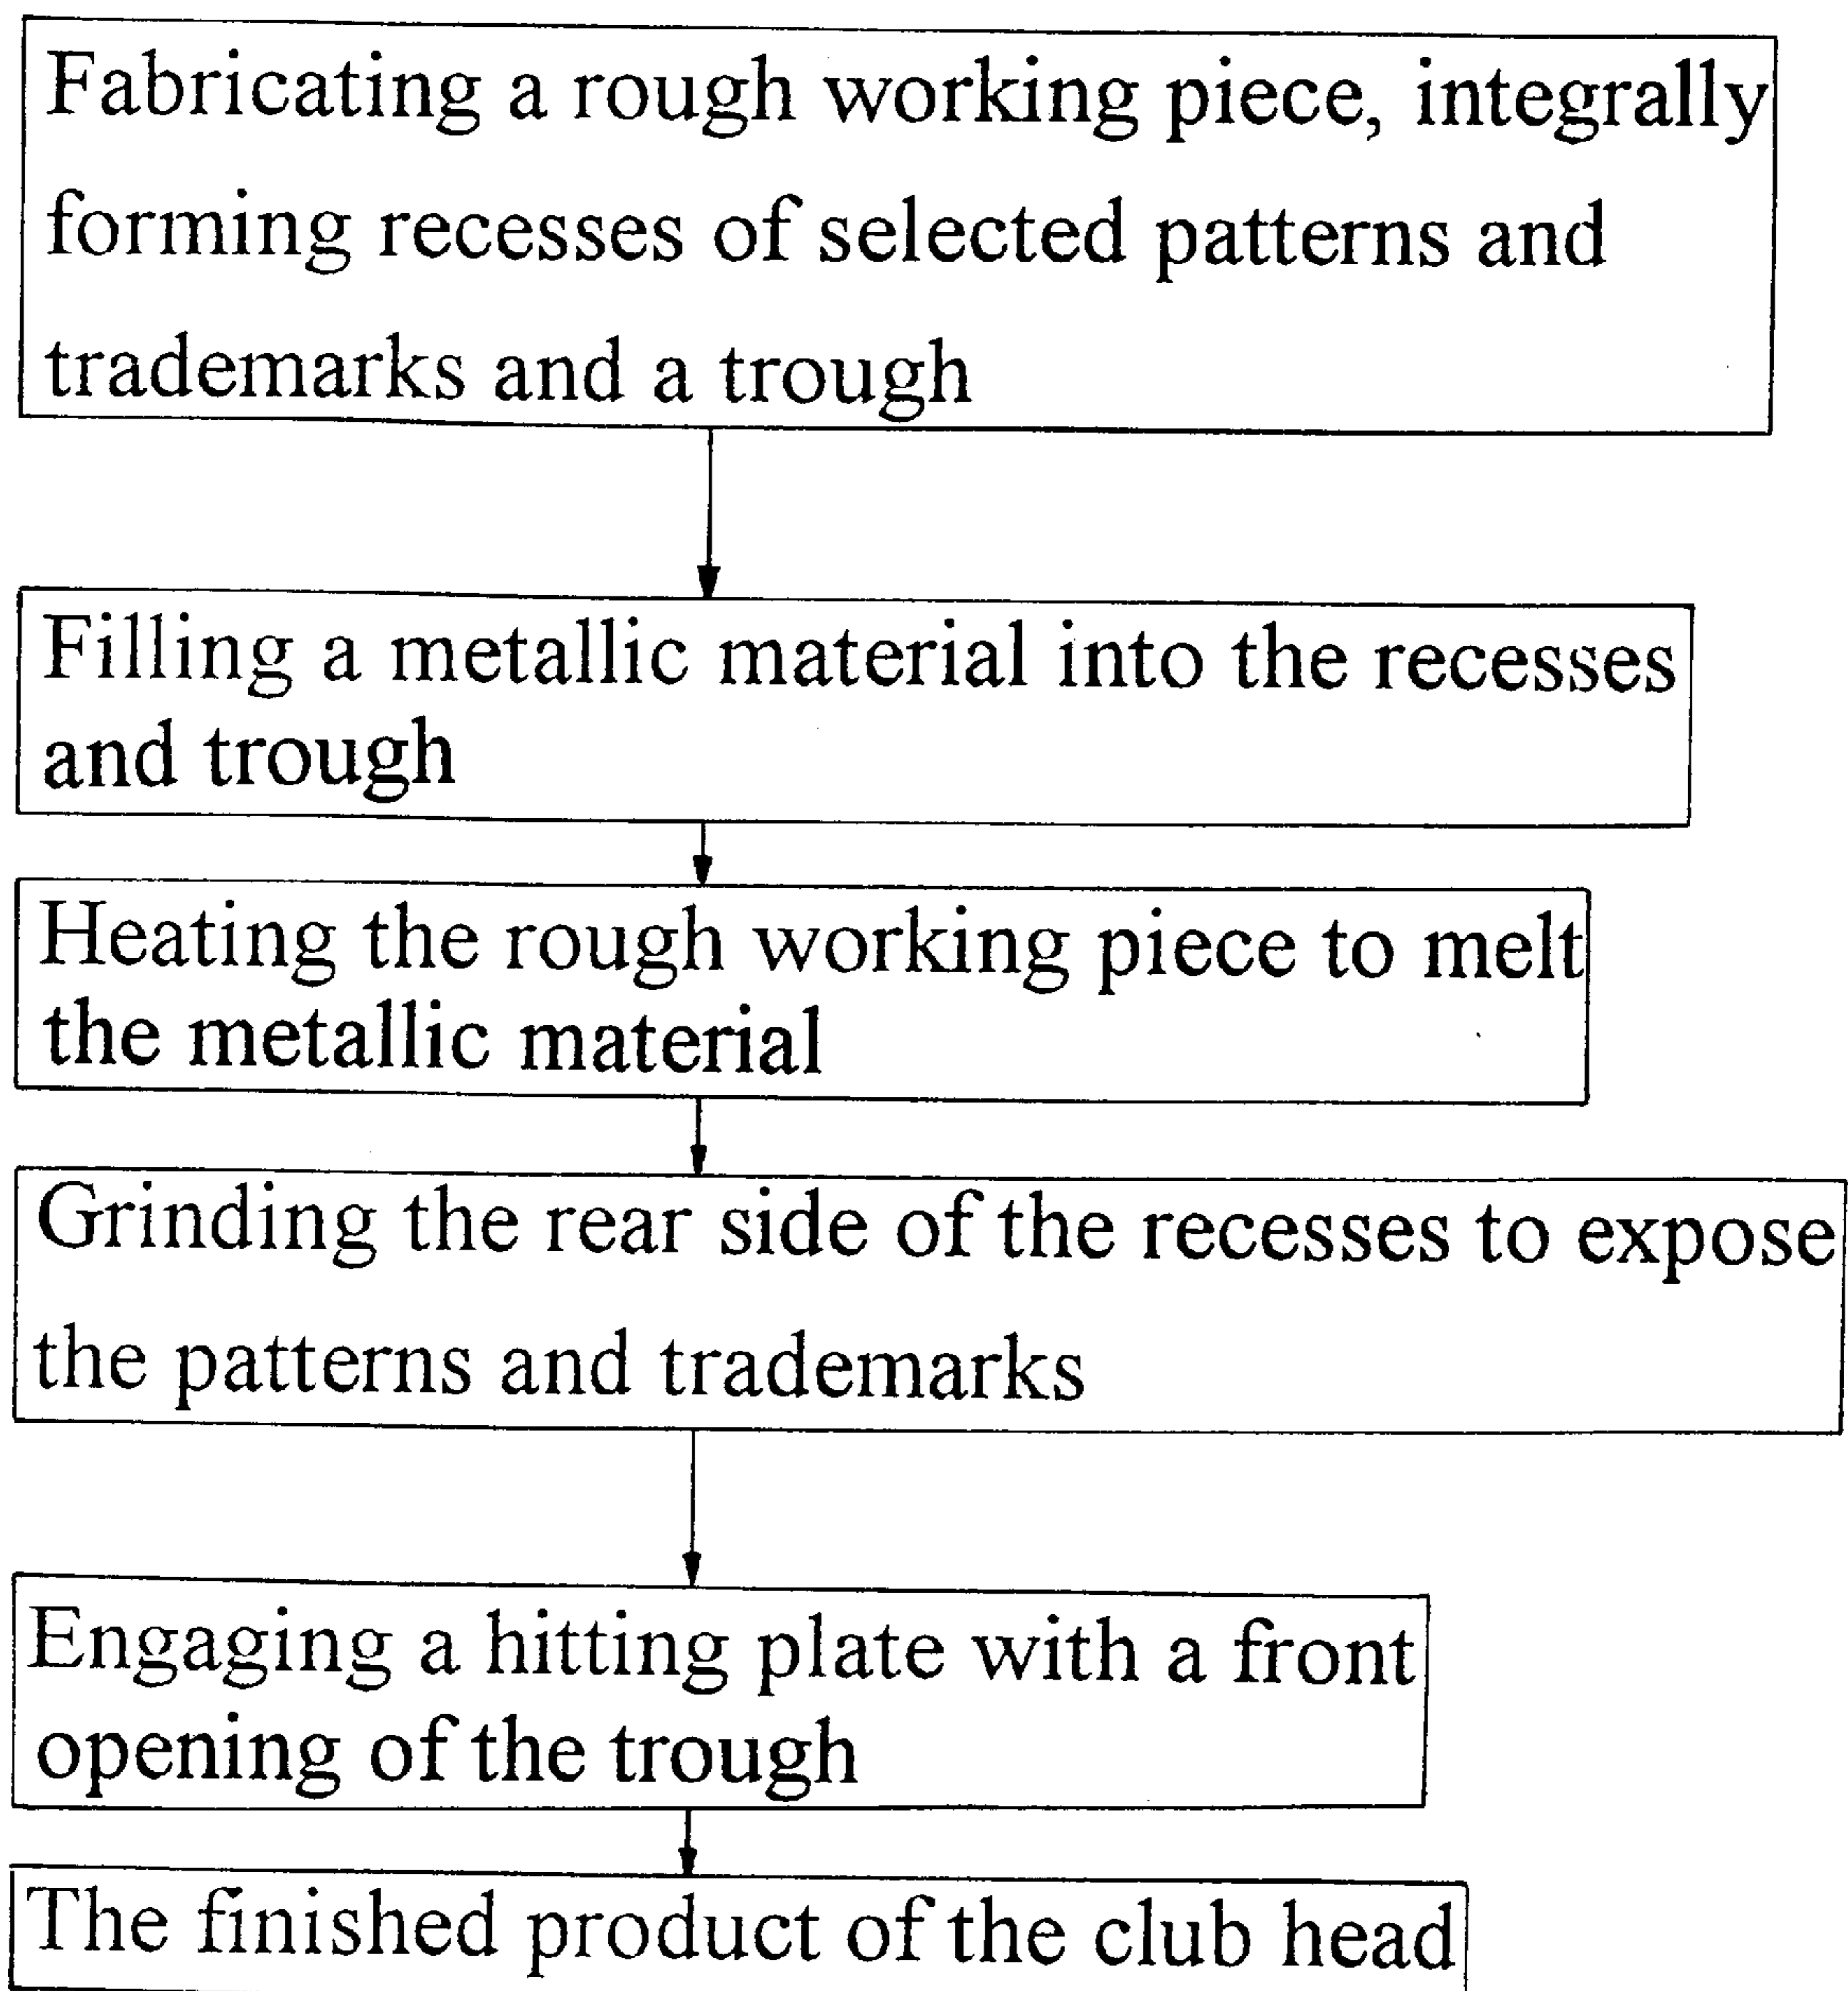 Fabricating a rough working piece, integrally
forming recesses of selected patterns and
trademarks and a trough
Filling a metallic material into the recesses
and trough
Heating the rough working piece to melt
the metallic material
Grinding the rear side of the recesses to expose
the patterns and trademarks
Engaging a hitting plate with a front
opening of the trough
The finished product of the club head